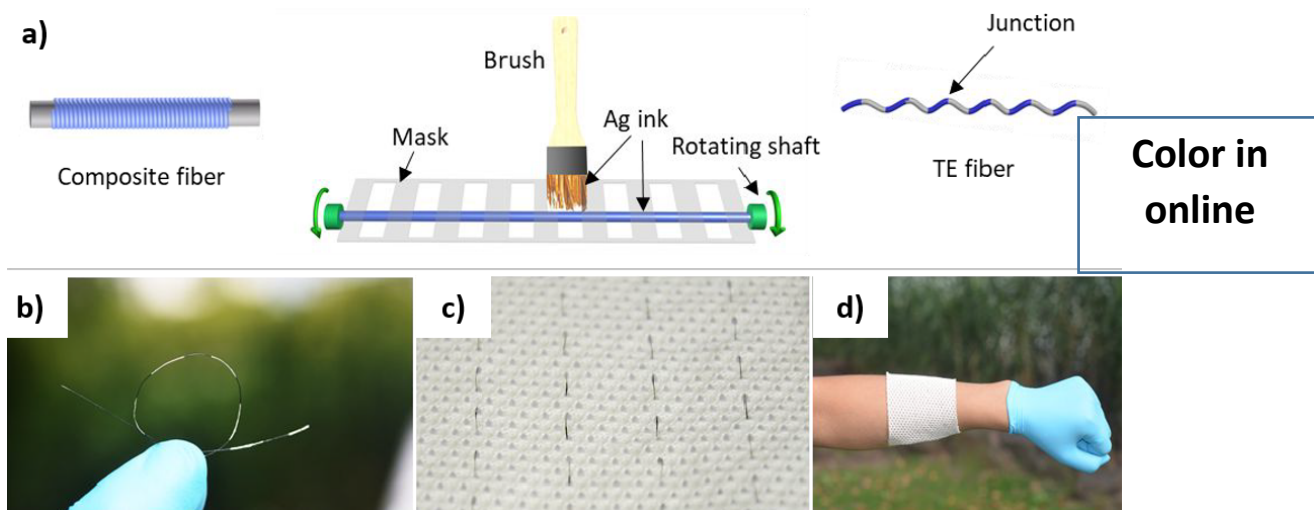 a)
Brush
Junction
Mask
Ag ink
Rotating shaft
Composite fiber
TE fiber
Color in
online
b)
c)
d)